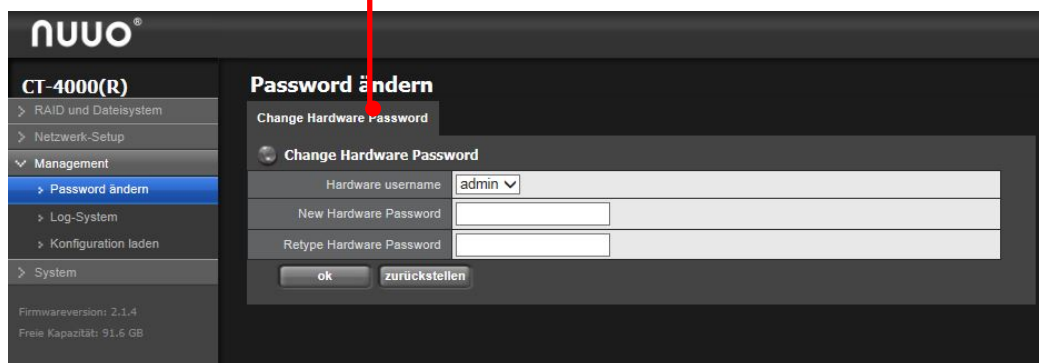 nuuo®
CT-4000(R)
> RAID und Dateisystem
> Netzwerk-Setup
Management
> Password ändern
> Log-System
> Konfiguration laden
> System
Firmwareversion: 2.1.4
Freie Kapazität: 91.6 GB
Password ändern
Change Hardware Password
Change Hardware Password
Hardware username admin
New Hardware Password
Retype Hardware Password
ok zurückstellen